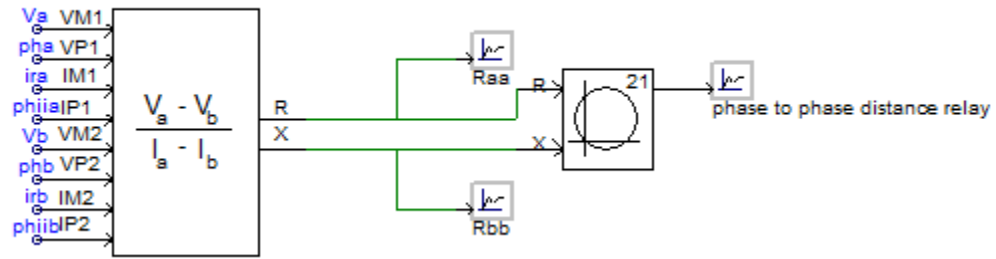 Va VM1
pha VP1
ira IM1
phiia IP1
Vb VM2
phb VP2
irb IM2
phiib IP2
Va - Vb
Ia - Ib
R
X
Raa
Rbb
R
X
21
phase to phase distance relay